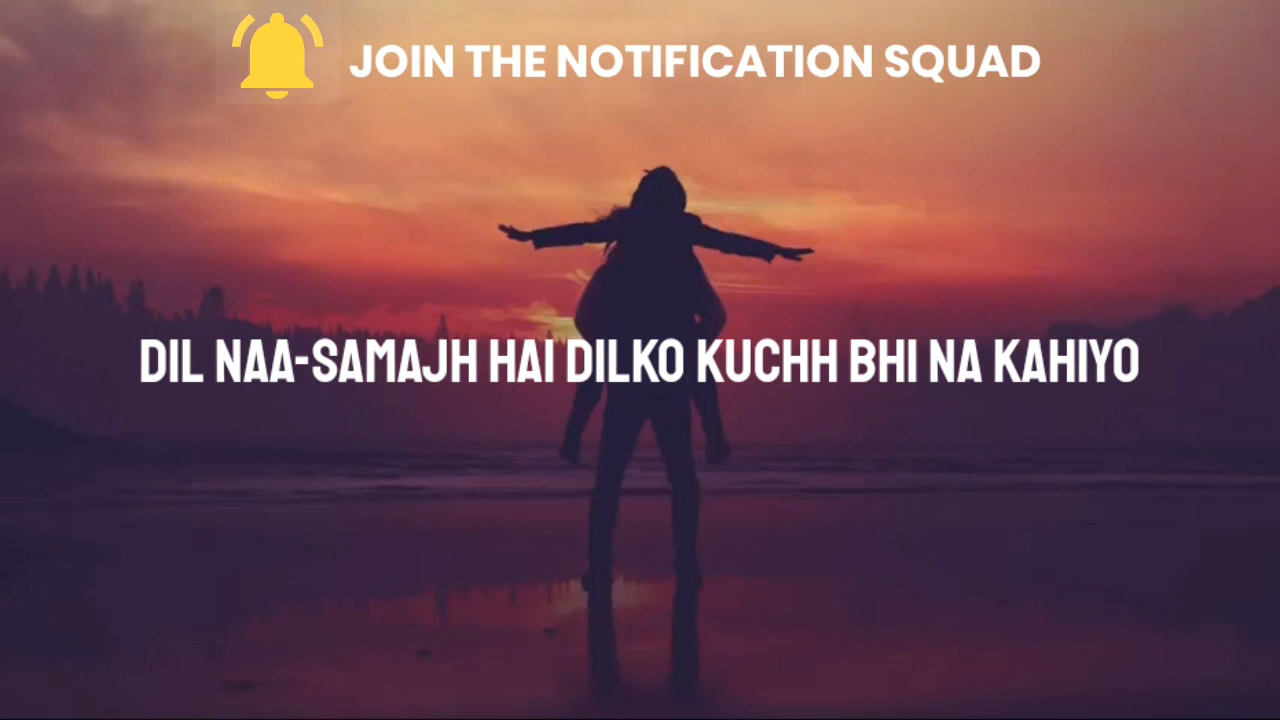 JOIN THE NOTIFICATION SQUAD
DIL NAA-SAMAJH HAI DILKO KUCHH BHI NA KAHIYO